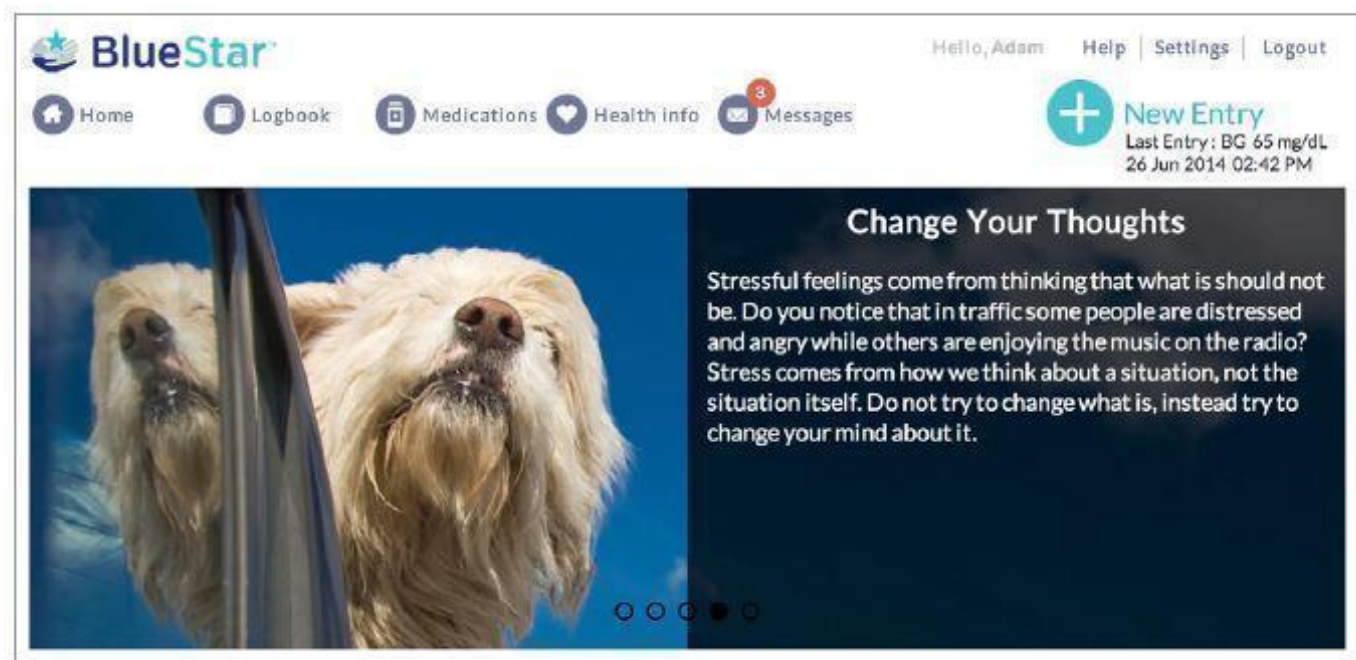 BlueStar™
Hello, Adam Help | Settings | Logout
Home Logbook Medications Health info 3 Messages
New Entry
Last Entry : BG 65 mg/dL
26 Jun 2014 02:42 PM
Change Your Thoughts
Stressful feelings come from thinking that what is should not
be. Do you notice that in traffic some people are distressed
and angry while others are enjoying the music on the radio?
Stress comes from how we think about a situation, not the
situation itself. Do not try to change what is, instead try to
change your mind about it.